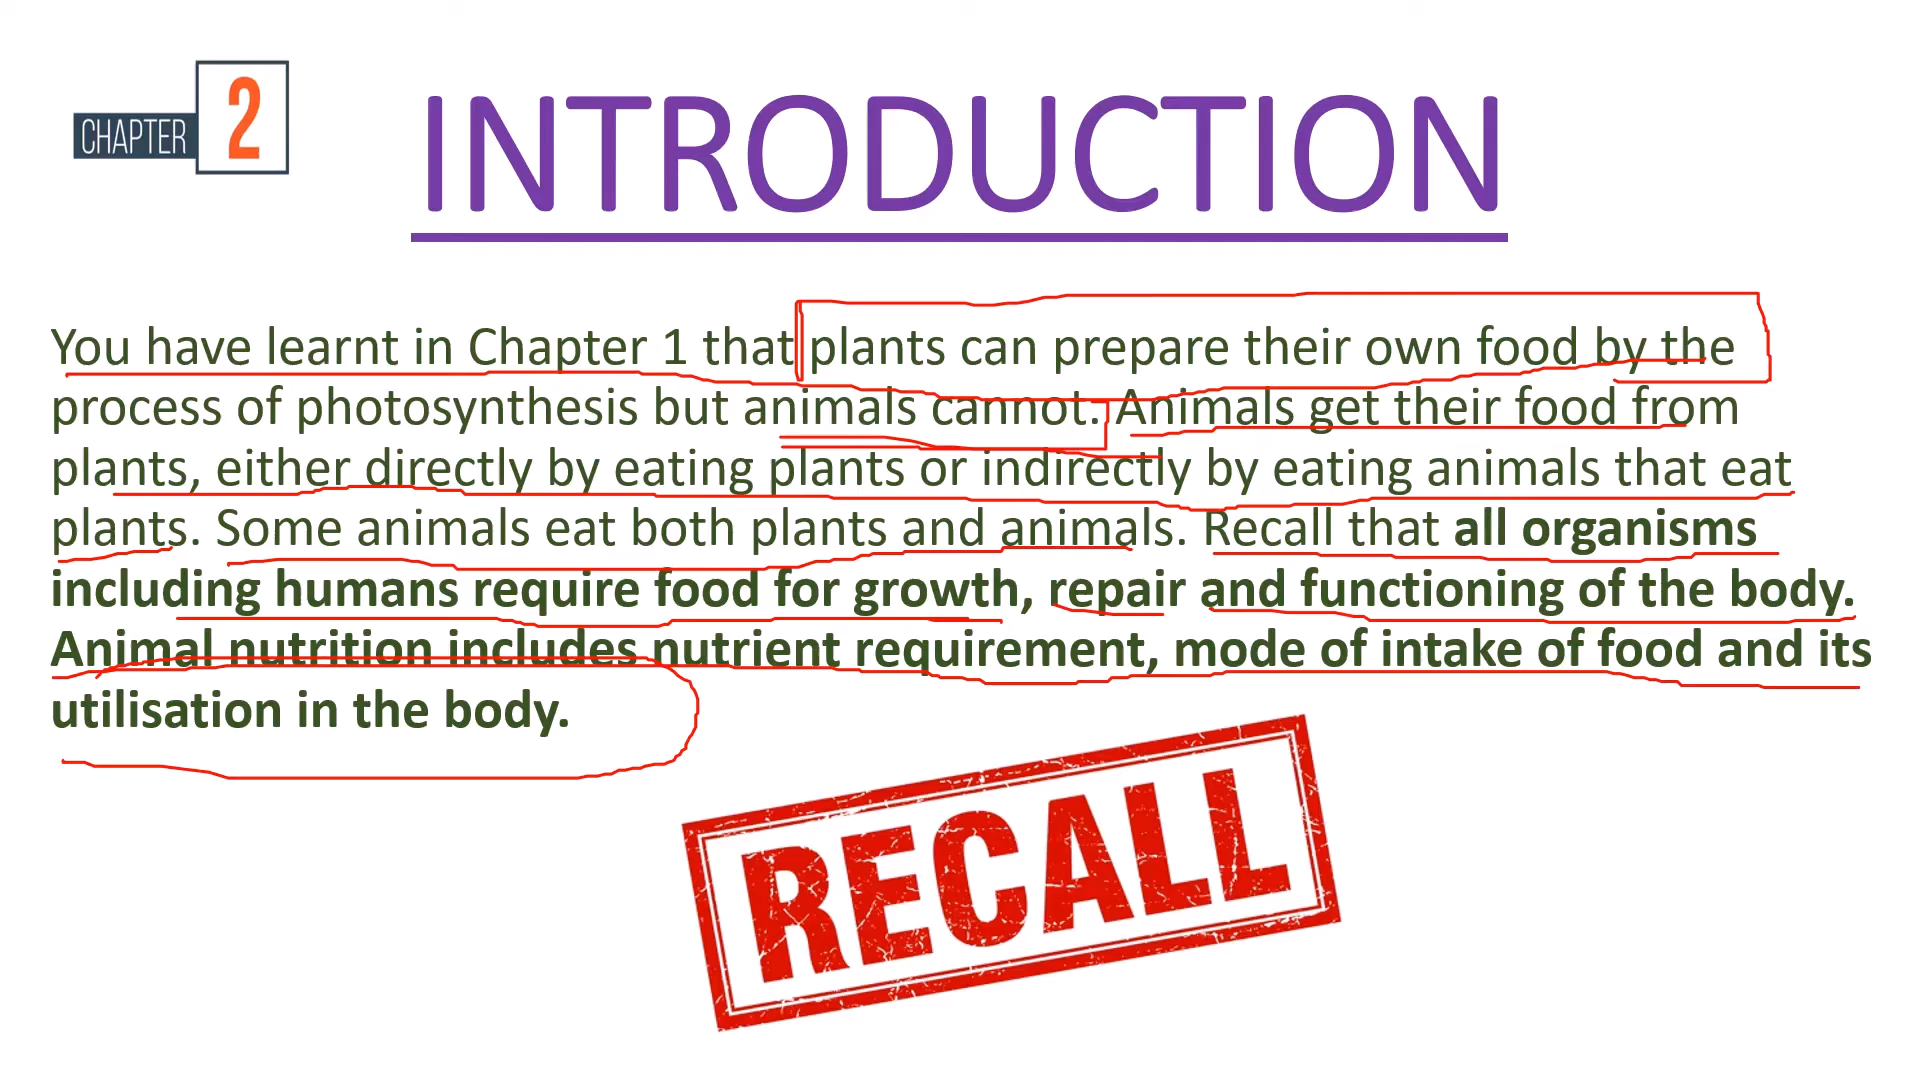 CHAPTER 2
INTRODUCTION
You have learnt in Chapter 1 that plants can prepare their own food by the
process of photosynthesis but animals cannot. Animals get their food from
plants, either directly by eating plants or indirectly by eating animals that eat
plants. Some animals eat both plants and animals. Recall that all organisms
including humans require food for growth, repair and functioning of the body.
Animal nutrition includes nutrient requirement, mode of intake of food and its
utilisation in the body.
RECALL